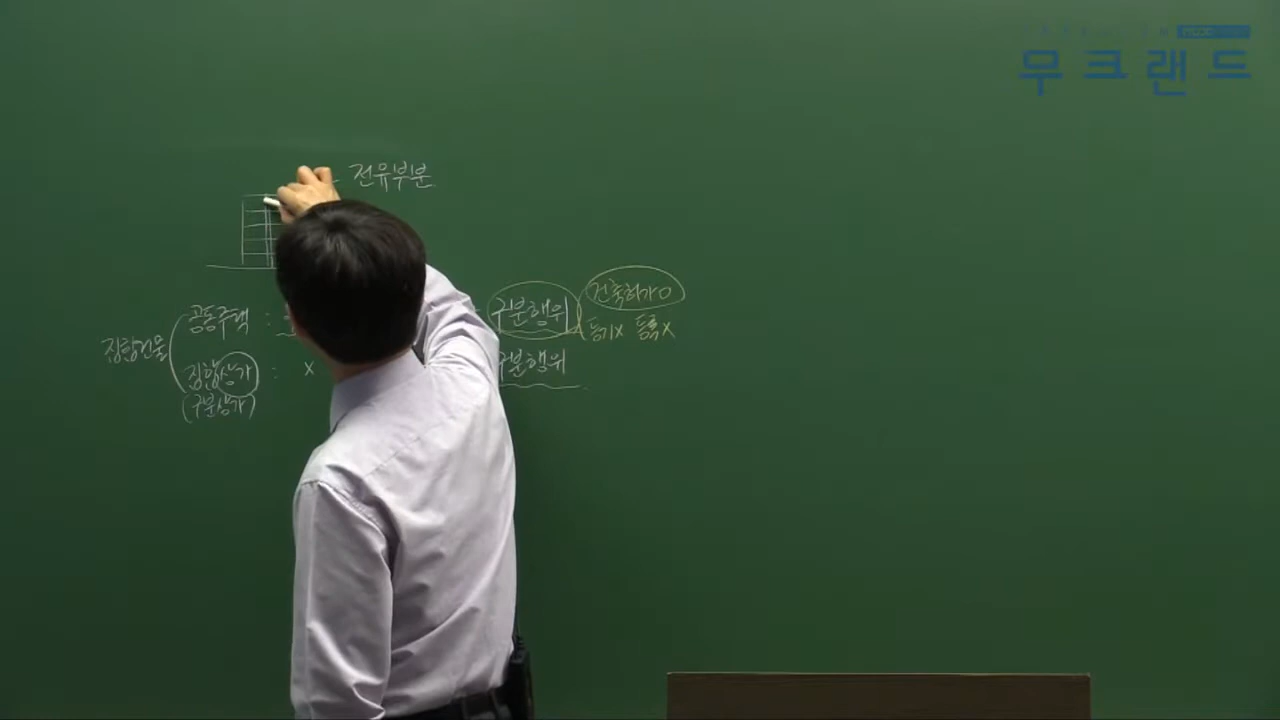 무크랜드
전유부분
건축허가O
공동주택 : 구분행위 등기X 등록X
집합건물
집합상가 : X 구분행위
(구분상가)